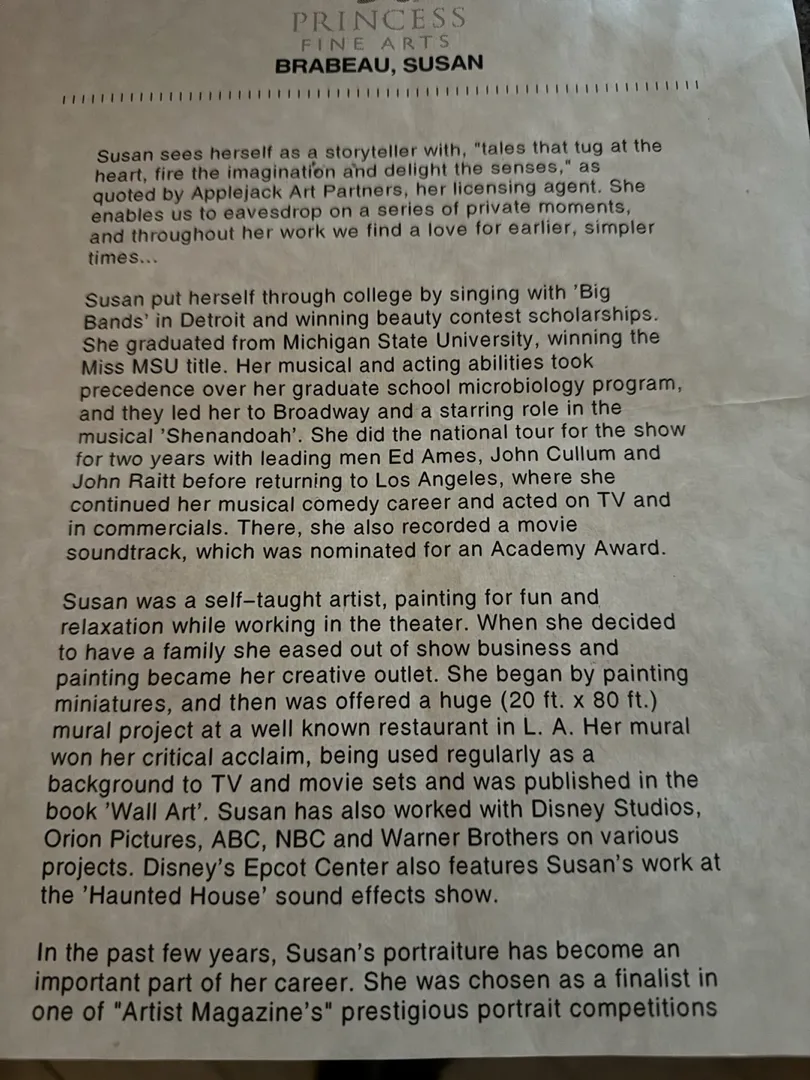 PRINCESS
FINE ARTS
BRABEAU, SUSAN
Susan sees herself as a storyteller with, "tales that tug at the
heart, fire the imagination and delight the senses," as
quoted by Applejack Art Partners, her licensing agent. She
enables us to eavesdrop on a series of private moments,
and throughout her work we find a love for earlier, simpler
times...
Susan put herself through college by singing with 'Big
Bands' in Detroit and winning beauty contest scholarships.
She graduated from Michigan State University, winning the
Miss MSU title. Her musical and acting abilities took
precedence over her graduate school microbiology program,
and they led her to Broadway and a starring role in the
musical 'Shenandoah'. She did the national tour for the show
for two years with leading men Ed Ames, John Cullum and
John Raitt before returning to Los Angeles, where she
continued her musical comedy career and acted on TV and
in commercials. There, she also recorded a movie
soundtrack, which was nominated for an Academy Award.
Susan was a self-taught artist, painting for fun and
relaxation while working in the theater. When she decided
to have a family she eased out of show business and
painting became her creative outlet. She began by painting
miniatures, and then was offered a huge (20 ft. x 80 ft.)
mural project at a well known restaurant in L. A. Her mural
won her critical acclaim, being used regularly as a
background to TV and movie sets and was published in the
book 'Wall Art'. Susan has also worked with Disney Studios,
Orion Pictures, ABC, NBC and Warner Brothers on various
projects. Disney's Epcot Center also features Susan's work at
the 'Haunted House' sound effects show.
In the past few years, Susan's portraiture has become an
important part of her career. She was chosen as a finalist in
one of "Artist Magazine's" prestigious portrait competitions